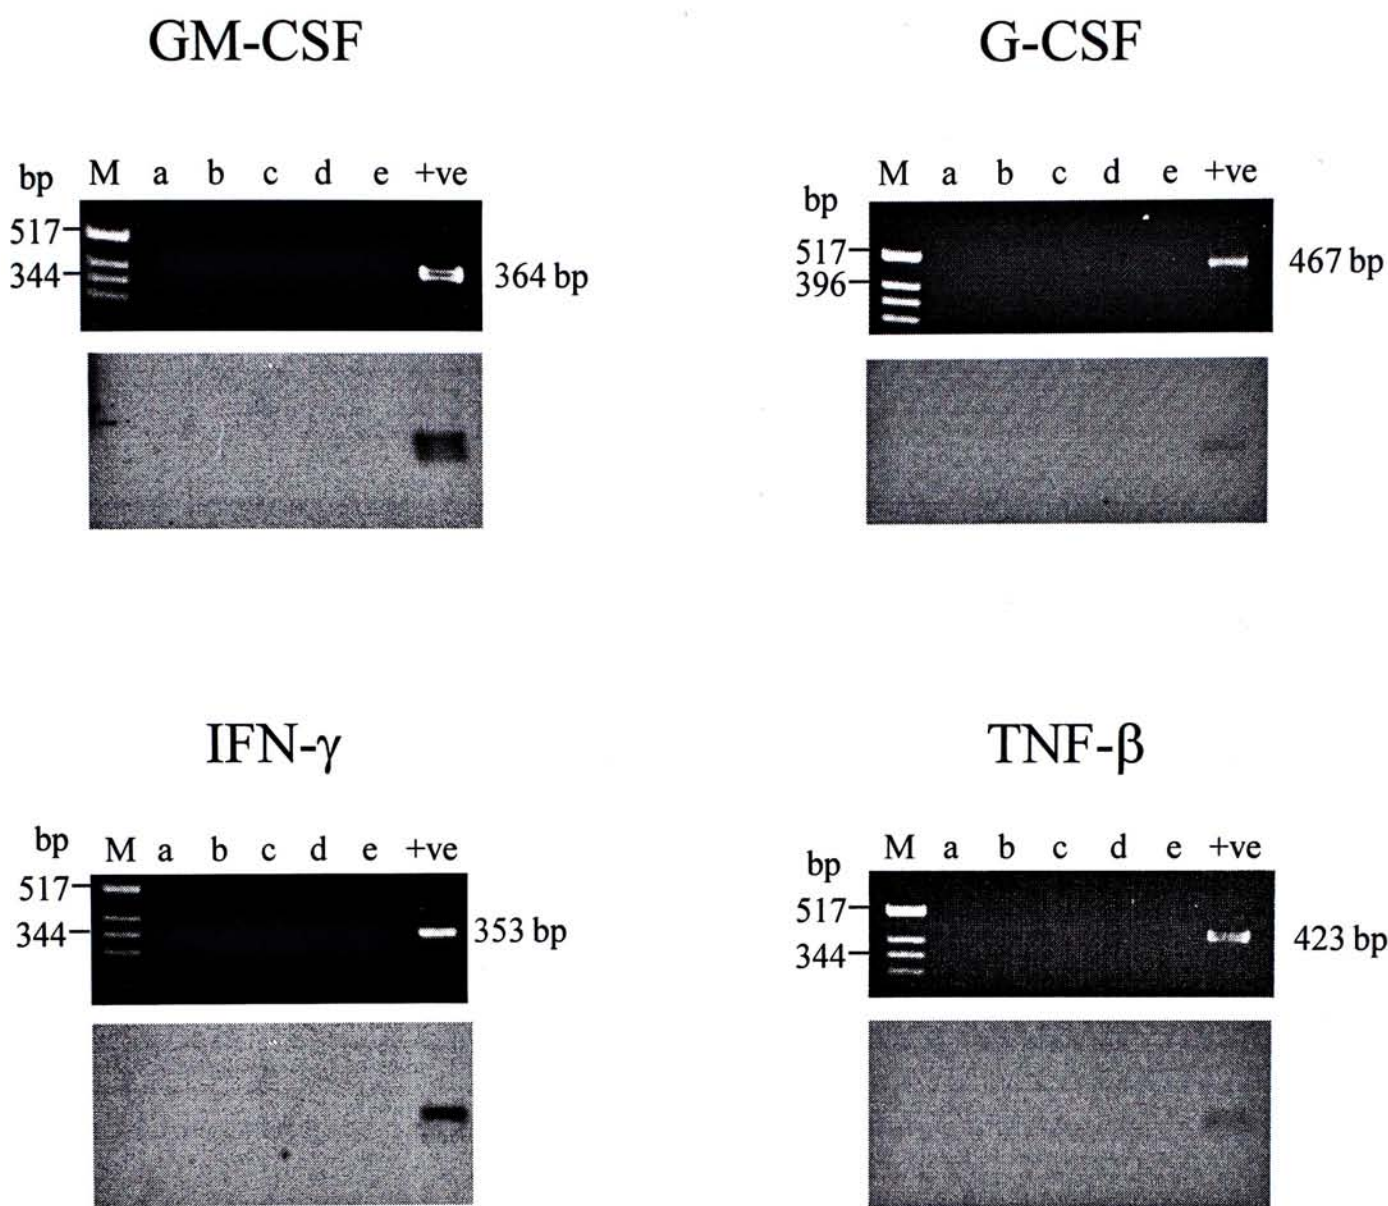 GM-CSF
bp M a b c d e +ve
517
344
364 bp
G-CSF
bp M a b c d e +ve
517
396
467 bp
IFN-γ
bp M a b c d e +ve
517
344
353 bp
TNF-β
bp M a b c d e +ve
517
344
423 bp